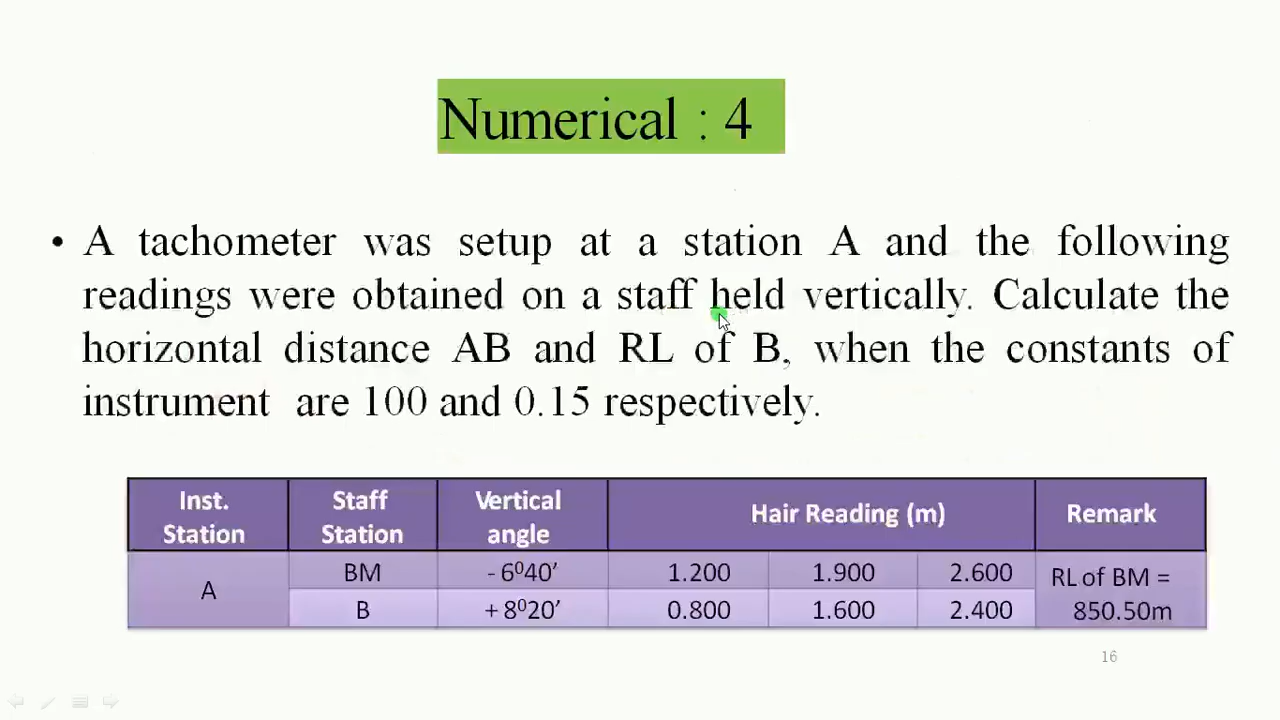 Numerical : 4
• A tachometer was setup at a station A and the following
readings were obtained on a staff held vertically. Calculate the
horizontal distance AB and RL of B, when the constants of
instrument are 100 and 0.15 respectively.
Inst. Station Staff Station Vertical angle Hair Reading (m) Remark
A BM - 6⁰40’ 1.200 1.900 2.600 RL of BM =
B + 8⁰20’ 0.800 1.600 2.400 850.50m
16